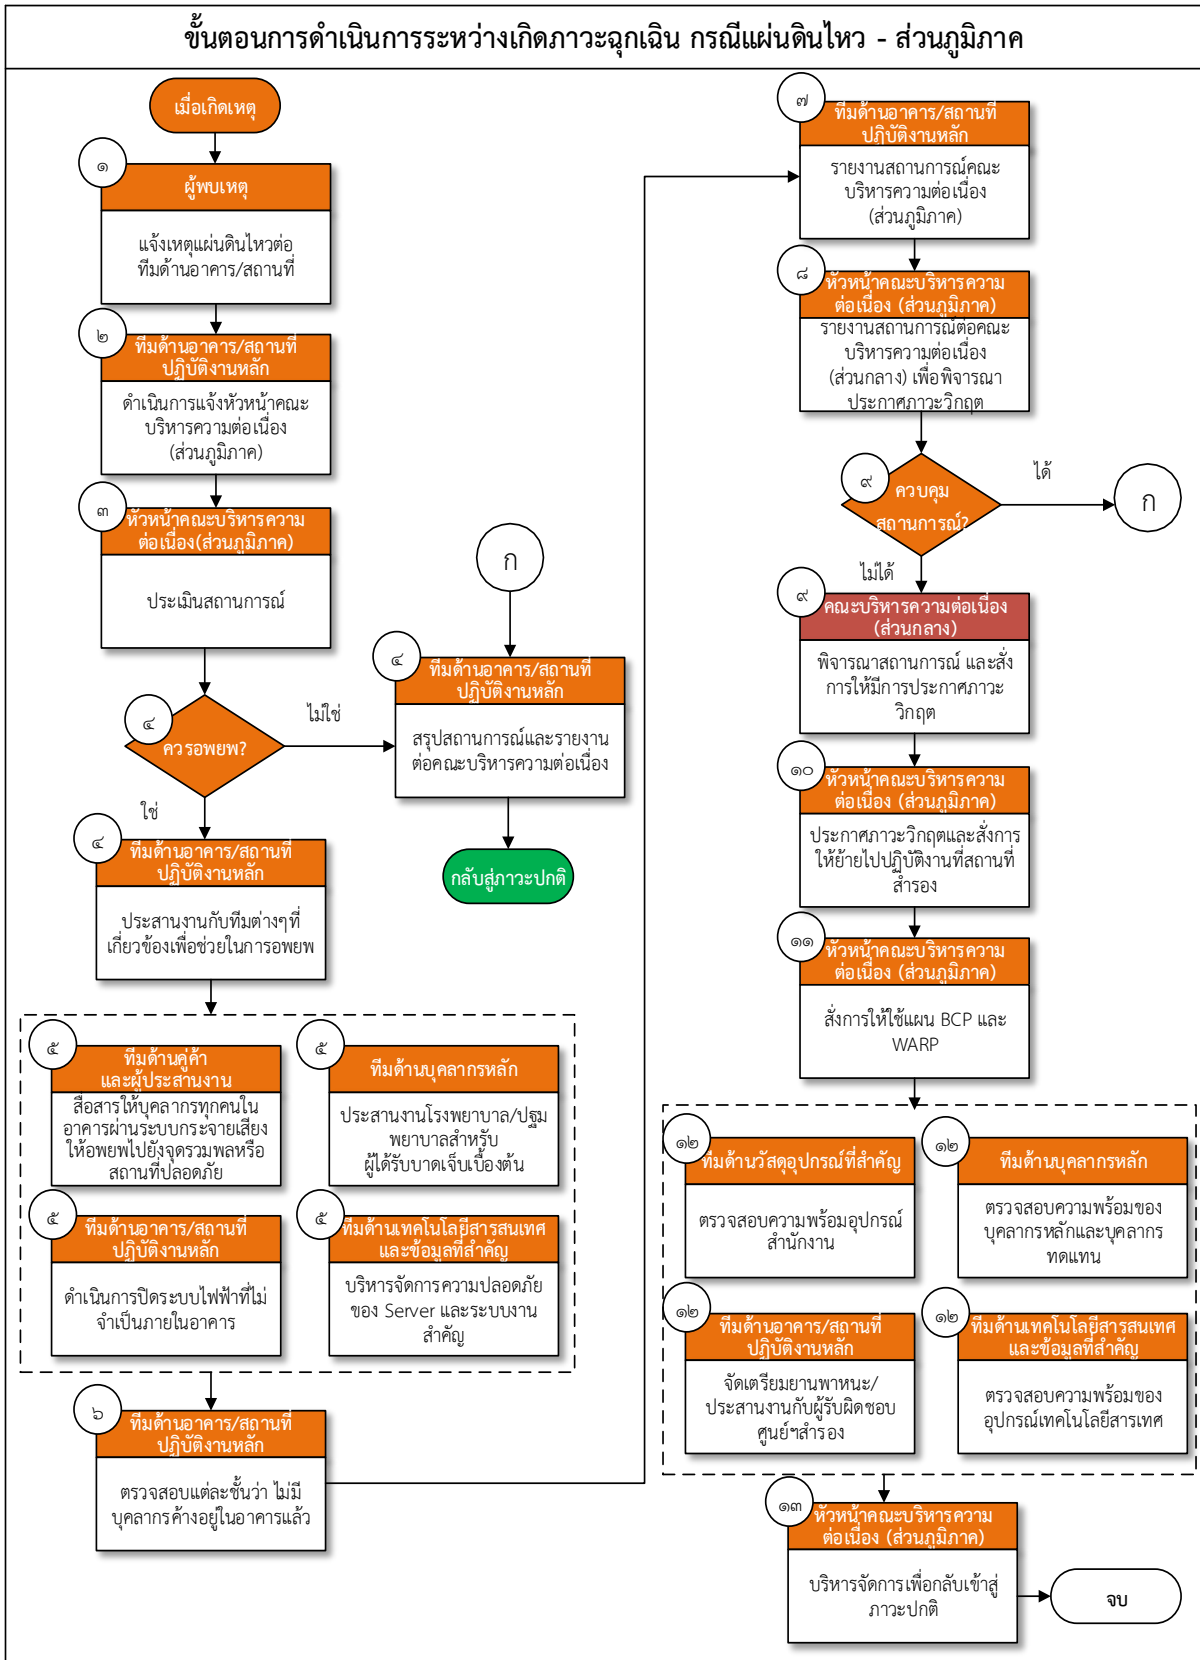 ขั้นตอนการดำเนินการระหว่างเกิดภาวะฉุกเฉิน กรณีแผ่นดินไหว - ส่วนภูมิภาค
เมื่อเกิดเหตุ
๑
ผู้พบเหตุ
แจ้งเหตุแผ่นดินไหวต่อ
ทีมด้านอาคาร/สถานที่
๒
ทีมด้านอาคาร/สถานที่
ปฏิบัติงานหลัก
ดำเนินการแจ้งหัวหน้าคณะ
บริหารความต่อเนื่อง
(ส่วนภูมิภาค)
๓
หัวหน้าคณะบริหารความ
ต่อเนื่อง(ส่วนภูมิภาค)
ประเมินสถานการณ์
๔
ควรอพยพ?
ไม่ใช่
ใช่
ก
๔
ทีมด้านอาคาร/สถานที่
ปฏิบัติงานหลัก
สรุปสถานการณ์และรายงาน
ต่อคณะบริหารความต่อเนื่อง
กลับสู่ภาวะปกติ
๔
ทีมด้านอาคาร/สถานที่
ปฏิบัติงานหลัก
ประสานงานกับทีมต่างๆที่
เกี่ยวข้องเพื่อช่วยในการอพยพ
๕
ทีมด้านคู่ค้า
และผู้ประสานงาน
สื่อสารให้บุคลากรทุกคนใน
อาคารผ่านระบบกระจายเสียง
ให้อพยพไปยังจุดรวมพลหรือ
สถานที่ปลอดภัย
๕
ทีมด้านบุคลากรหลัก
ประสานงานโรงพยาบาล/ปฐม
พยาบาลสำหรับ
ผู้ได้รับบาดเจ็บเบื้องต้น
๕
ทีมด้านอาคาร/สถานที่
ปฏิบัติงานหลัก
ดำเนินการปิดระบบไฟฟ้าที่ไม่
จำเป็นภายในอาคาร
๕
ทีมด้านเทคโนโลยีสารสนเทศ
และข้อมูลที่สำคัญ
บริหารจัดการความปลอดภัย
ของ Server และระบบงาน
สำคัญ
๖
ทีมด้านอาคาร/สถานที่
ปฏิบัติงานหลัก
ตรวจสอบแต่ละชั้นว่า ไม่มี
บุคลากรค้างอยู่ในอาคารแล้ว
๗
ทีมด้านอาคาร/สถานที่
ปฏิบัติงานหลัก
รายงานสถานการณ์คณะ
บริหารความต่อเนื่อง
(ส่วนภูมิภาค)
๘
หัวหน้าคณะบริหารความ
ต่อเนื่อง (ส่วนภูมิภาค)
รายงานสถานการณ์ต่อคณะ
บริหารความต่อเนื่อง
(ส่วนกลาง) เพื่อพิจารณา
ประกาศภาวะวิกฤต
๙
ควบคุม
สถานการณ์?
ได้
ก
ไม่ได้
๙
คณะบริหารความต่อเนื่อง
(ส่วนกลาง)
พิจารณาสถานการณ์ และสั่ง
การให้มีการประกาศภาวะ
วิกฤต
๑๐
หัวหน้าคณะบริหารความ
ต่อเนื่อง (ส่วนภูมิภาค)
ประกาศภาวะวิกฤตและสั่งการ
ให้ย้ายไปปฏิบัติงานที่สถานที่
สำรอง
๑๑
หัวหน้าคณะบริหารความ
ต่อเนื่อง (ส่วนภูมิภาค)
สั่งการให้ใช้แผน BCP และ
WARP
๑๒
ทีมด้านวัสดุอุปกรณ์ที่สำคัญ
ตรวจสอบความพร้อมอุปกรณ์
สำนักงาน
๑๒
ทีมด้านบุคลากรหลัก
ตรวจสอบความพร้อมของ
บุคลากรหลักและบุคลากร
ทดแทน
๑๒
ทีมด้านอาคาร/สถานที่
ปฏิบัติงานหลัก
จัดเตรียมยานพาหนะ/
ประสานงานกับผู้รับผิดชอบ
ศูนย์ฯสำรอง
๑๒
ทีมด้านเทคโนโลยีสารสนเทศ
และข้อมูลที่สำคัญ
ตรวจสอบความพร้อมของ
อุปกรณ์เทคโนโลยีสารเทศ
๑๓
หัวหน้าคณะบริหารความ
ต่อเนื่อง (ส่วนภูมิภาค)
บริหารจัดการเพื่อกลับเข้าสู่
ภาวะปกติ
จบ